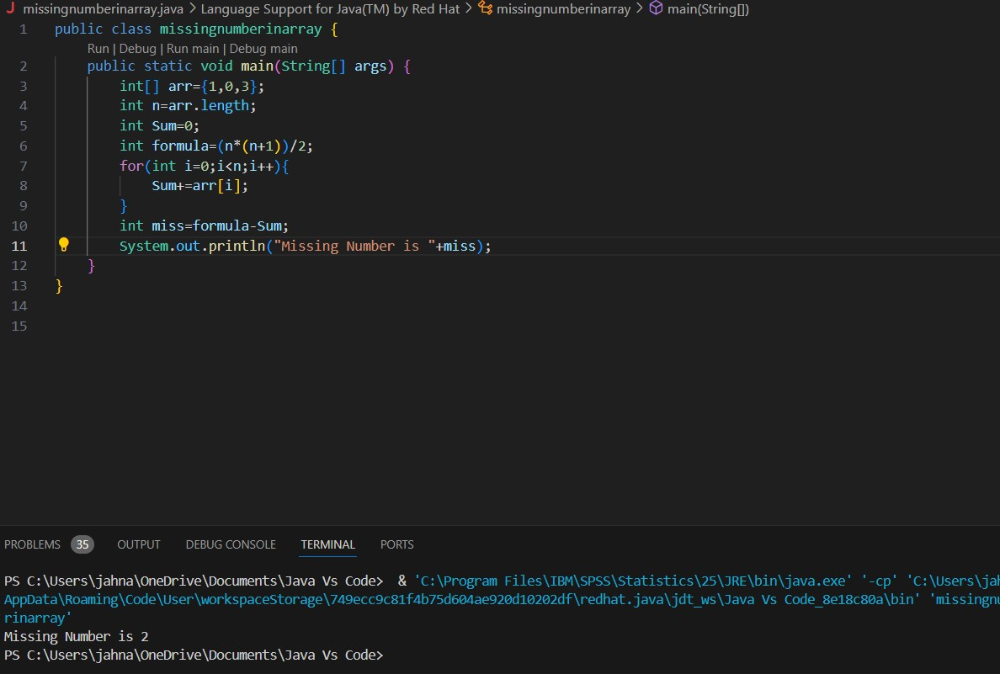 missingnumberinarray.java > Language Support for Java(TM) by Red Hat > missingnumberinarray > main(String[])
1 public class missingnumberinarray {
Run | Debug | Run main | Debug main
2 public static void main(String[] args) {
3 int[] arr={1,0,3};
4 int n=arr.length;
5 int Sum=0;
6 int formula=(n*(n+1))/2;
7 for(int i=0;i<n;i++){
8 Sum+=arr[i];
9 }
10 int miss=formula-Sum;
11 System.out.println("Missing Number is "+miss);
12 }
13 }
14
15
PROBLEMS 35 OUTPUT DEBUG CONSOLE TERMINAL PORTS
PS C:\Users\jahna\OneDrive\Documents\Java Vs Code>  & 'C:\Program Files\IBM\SPSS\Statistics\25\JRE\bin\java.exe' '-cp' 'C:\Users\jah
AppData\Roaming\Code\User\workspaceStorage\749ecc9c81f4b75d604ae920d10202df\redhat.java\jdt_ws\Java Vs Code_8e18c80a\bin' 'missingnu
rinarray'
Missing Number is 2
PS C:\Users\jahna\OneDrive\Documents\Java Vs Code>